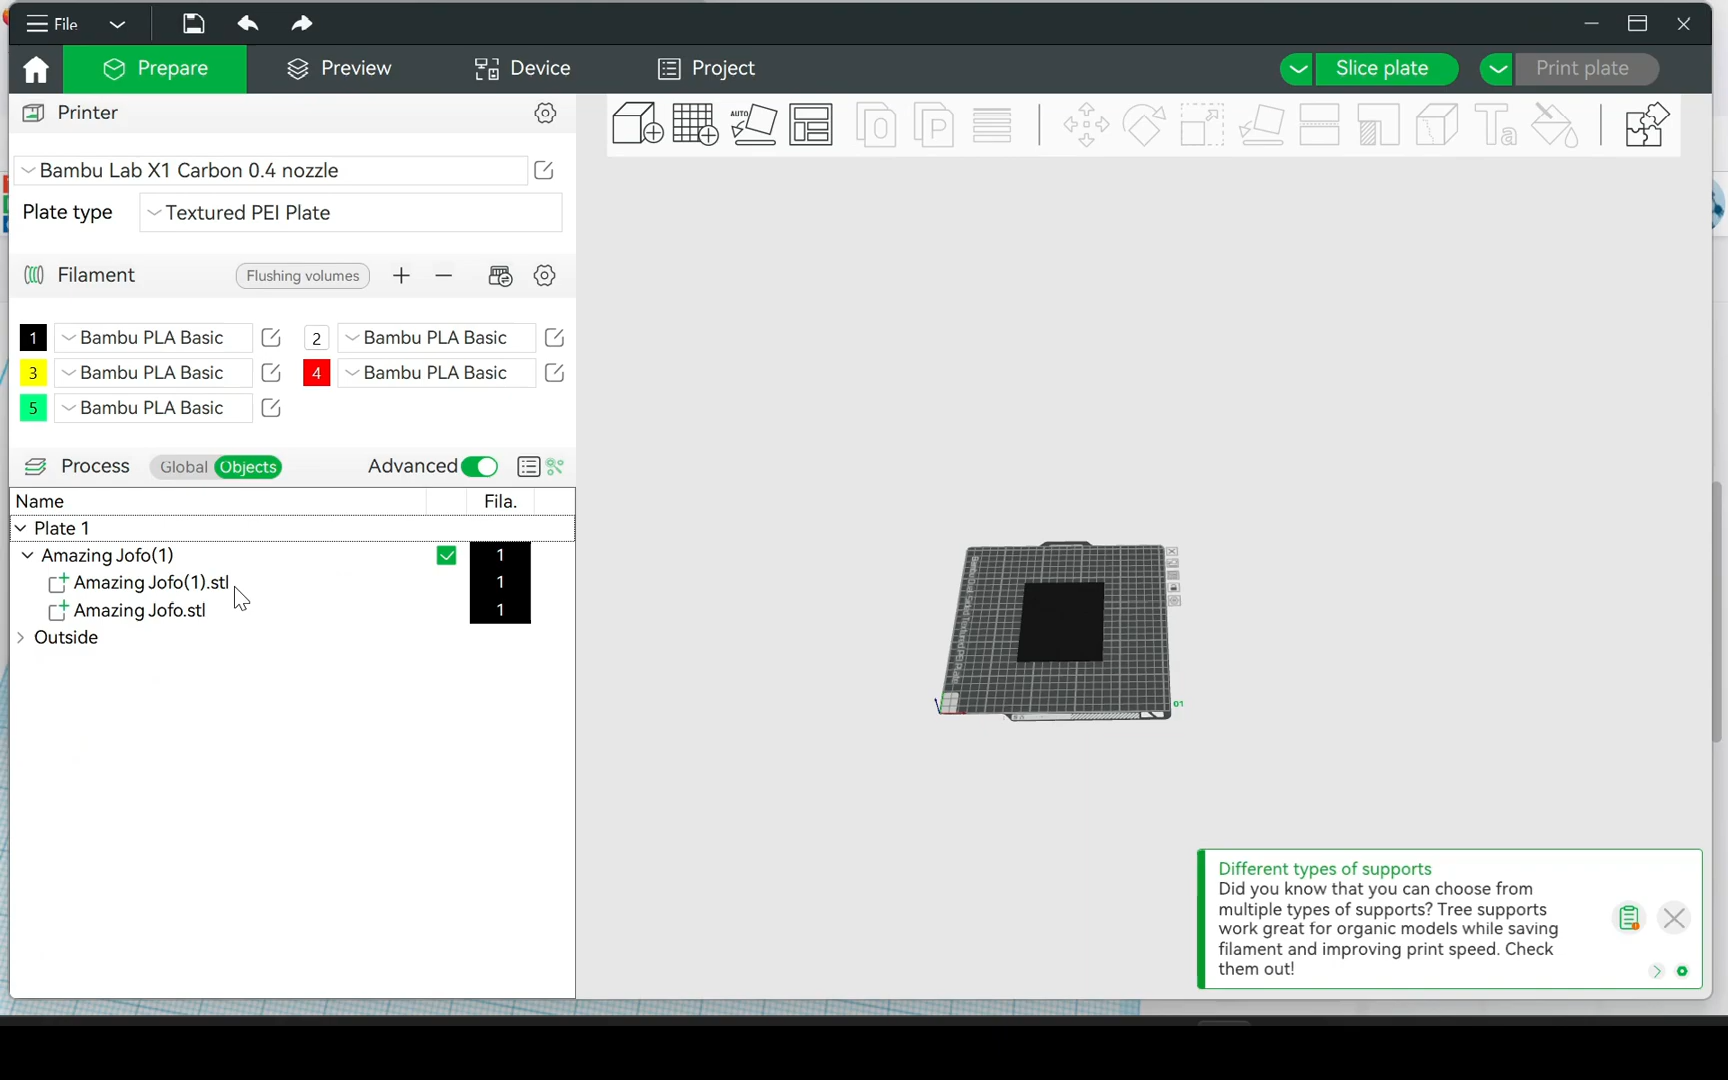 File
Prepare
Preview
Device
Project
Slice plate
Print plate
Printer
Bambu Lab X1 Carbon 0.4 nozzle
Plate type
Textured PEI Plate
Filament
Flushing volumes
1 Bambu PLA Basic
2 Bambu PLA Basic
3 Bambu PLA Basic
4 Bambu PLA Basic
5 Bambu PLA Basic
Process
Global
Objects
Advanced
Name
Fila.
Plate 1
Amazing Jofo(1)
1
Amazing Jofo(1).stl
1
Amazing Jofo.stl
1
Outside
AUTO
01
Different types of supports
Did you know that you can choose from
multiple types of supports? Tree supports
work great for organic models while saving
filament and improving print speed. Check
them out!